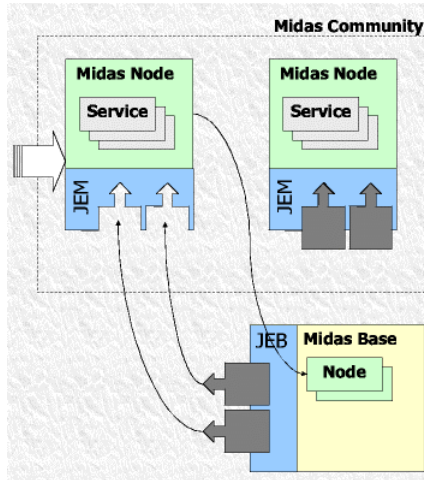 Midas Community
Midas Node
Midas Node
Service
Service
JEM
JEM
JEB
Midas Base
Node